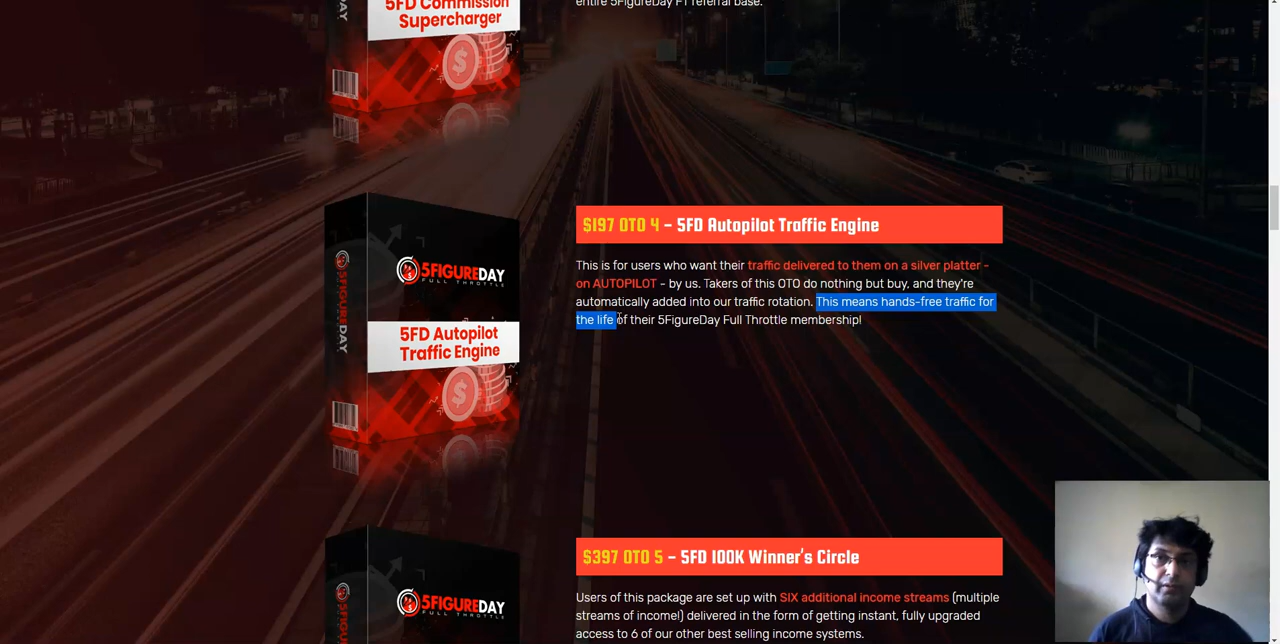 entire 5FigureDay FT referral base.
DAY
5FD Commission
Supercharger
$197 OTO 4 – 5FD Autopilot Traffic Engine
This is for users who want their traffic delivered to them on a silver platter -
on AUTOPILOT - by us. Takers of this OTO do nothing but buy, and they're
automatically added into our traffic rotation. This means hands-free traffic for
the life of their 5FigureDay Full Throttle membership!
5FIGUREDAY
5FIGUREDAY
FULL THROTTLE
5FD Autopilot
Traffic Engine
$397 OTO 5 – 5FD 100K Winner's Circle
Users of this package are set up with SIX additional income streams (multiple
streams of income!) delivered in the form of getting instant, fully upgraded
access to 6 of our other best selling income systems.
5FIGUREDAY
FULL THROTTLE